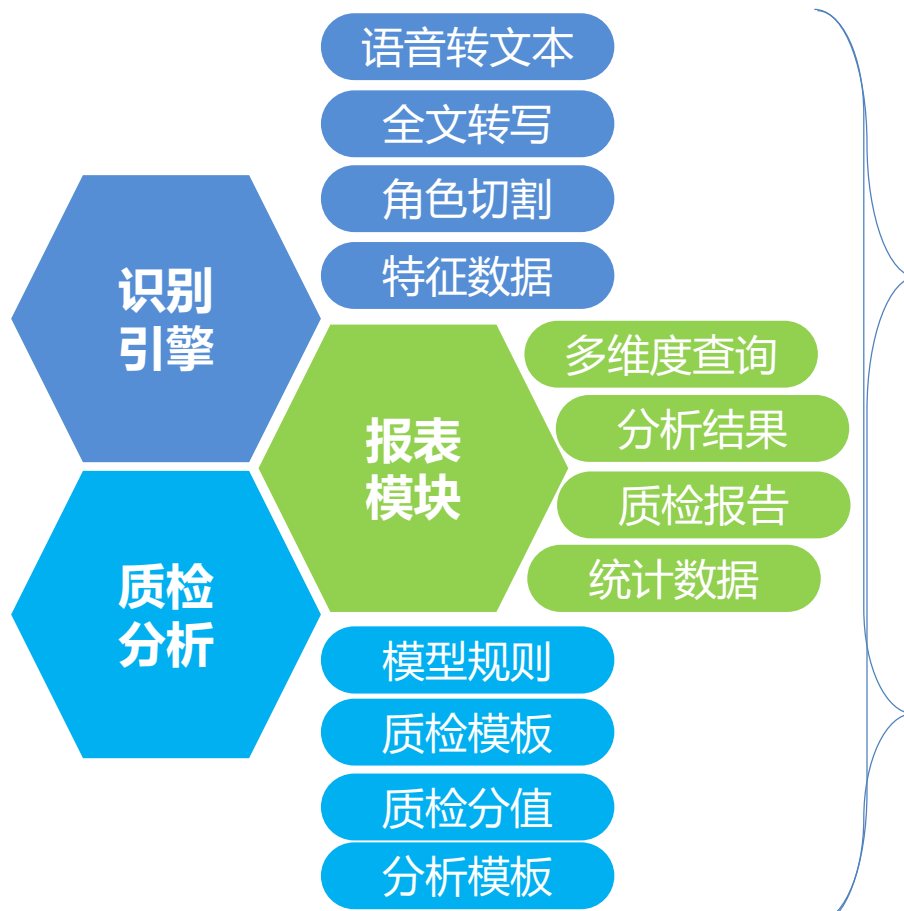 语音转文本
全文转写
角色切割
特征数据
识别
引擎
多维度查询
分析结果
质检报告
统计数据
报表
模块
质检
分析
模型规则
质检模板
质检分值
分析模板